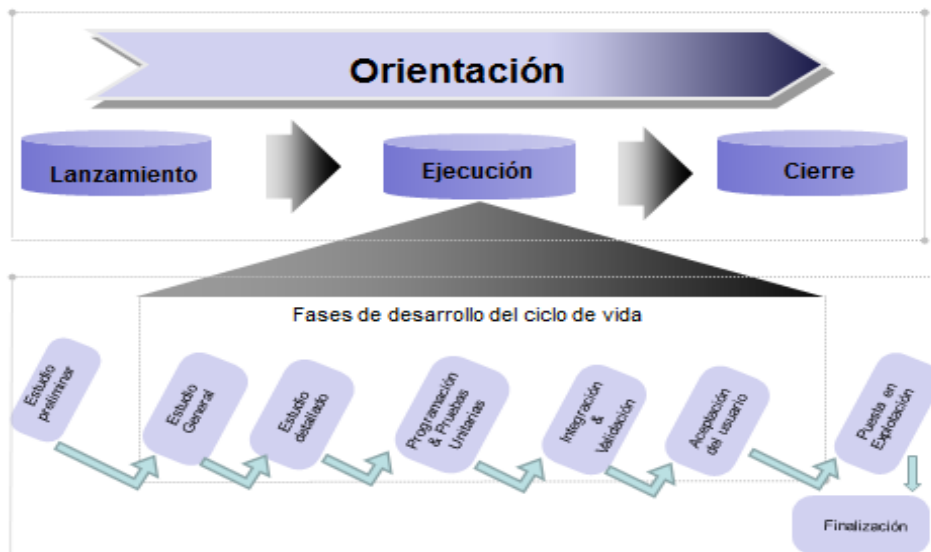 Orientación
Lanzamiento
Ejecución
Cierre
Fases de desarrollo del ciclo de vida
Estudio
preliminar
Estudio
General
Estudio
detallado
Programación
& Pruebas
Unitarias
Integración
&
Validación
Aceptación
del usuario
Puesta en
Explotación
Finalización